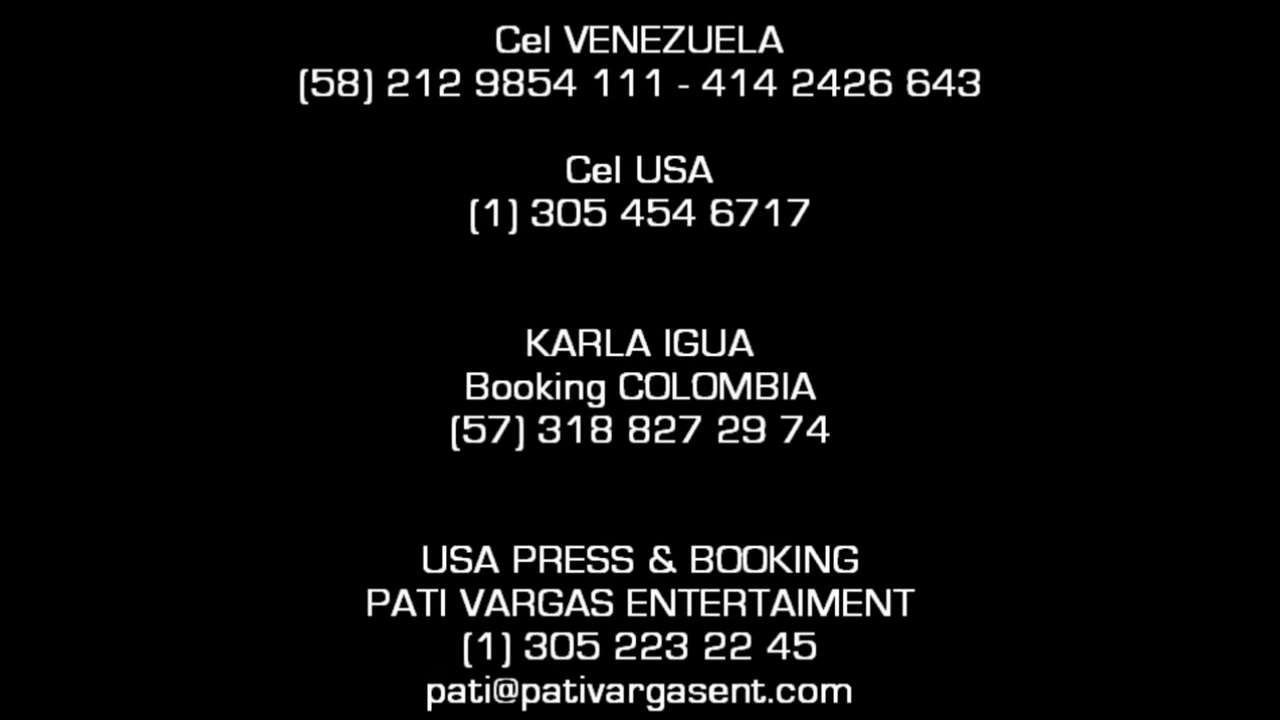 Cel VENEZUELA
(58) 212 9854 111 - 414 2426 643
Cel USA
(1) 305 454 6717
KARLA IGUA
Booking COLOMBIA
(57) 318 827 29 74
USA PRESS & BOOKING
PATI VARGAS ENTERTAIMENT
(1) 305 223 22 45
pati@pativargasent.com